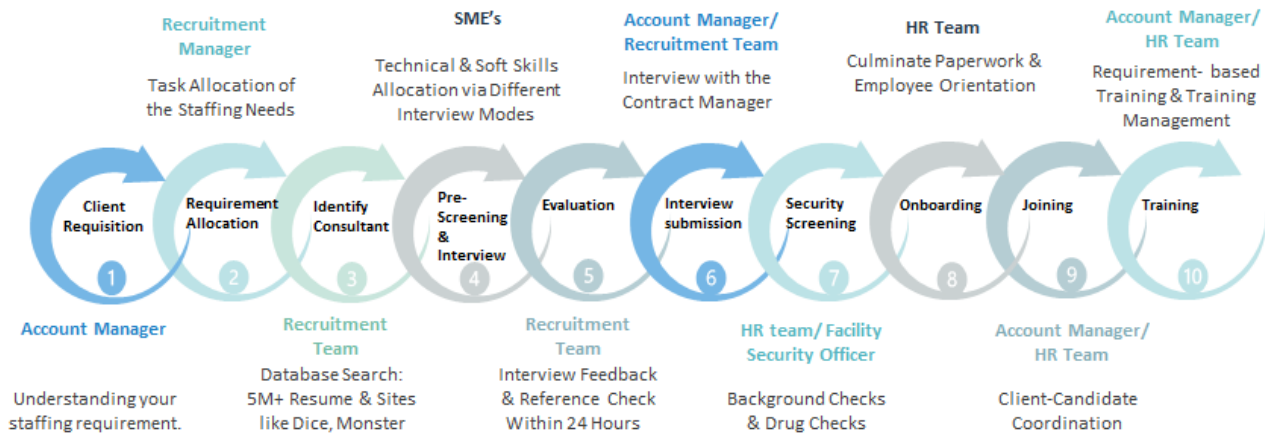 Recruitment
Manager
Task Allocation of
the Staffing Needs
SME's
Technical & Soft Skills
Allocation via Different
Interview Modes
Account Manager/
Recruitment Team
Interview with the
Contract Manager
HR Team
Culminate Paperwork &
Employee Orientation
Account Manager/
HR Team
Requirement- based
Training & Training
Management
Client
Requisition
1
Requirement
Allocation
2
Identify
Consultant
3
Pre-
Screening
&
Interview
4
Evaluation
5
Interview
submission
6
Security
Screening
7
Onboarding
8
Joining
9
Training
10
Account Manager
Understanding your
staffing requirement.
Recruitment
Team
Database Search:
5M+ Resume & Sites
like Dice, Monster
Recruitment
Team
Interview Feedback
& Reference Check
Within 24 Hours
HR team/ Facility
Security Officer
Background Checks
& Drug Checks
Account Manager/
HR Team
Client-Candidate
Coordination